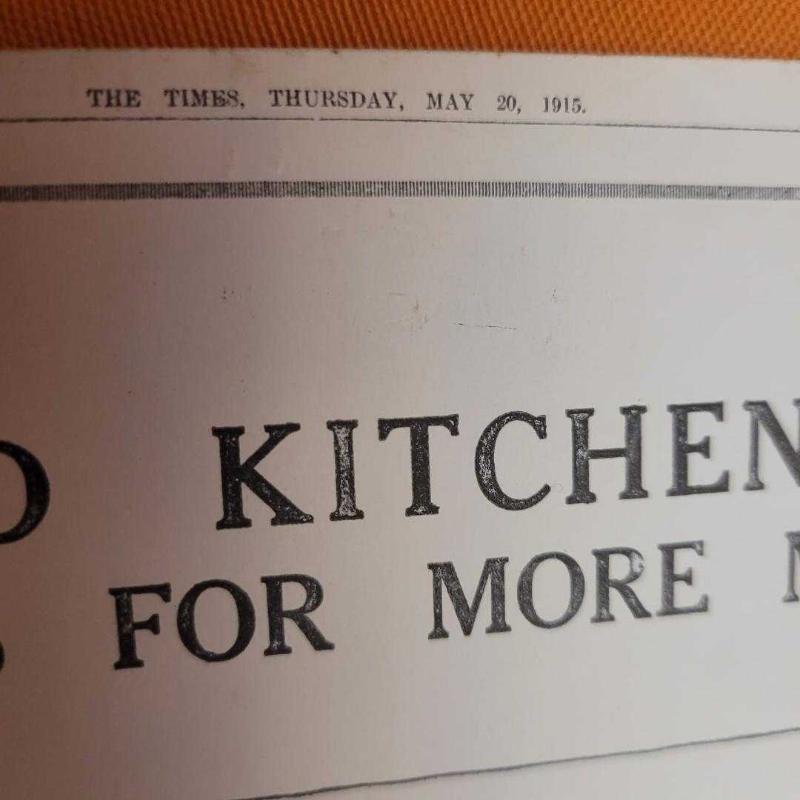 THE TIMES, THURSDAY, MAY 20, 1915.
D KITCHEN
FOR MORE